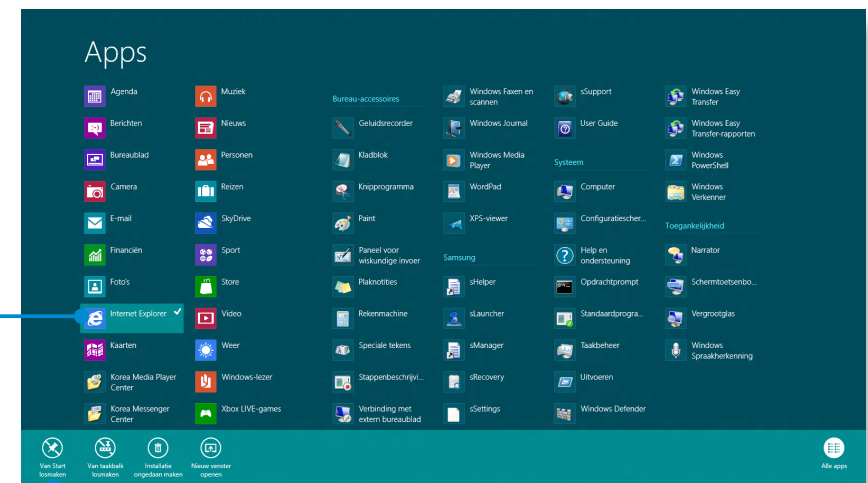 Apps
Agenda
Berichten
Bureaublad
Camera
E-mail
Financiën
Foto's
Internet Explorer
Kaarten
Korea Media Player
Center
Korea Messenger
Center
Muziek
Nieuws
Personen
Reizen
SkyDrive
Sport
Store
Video
Weer
Windows-lezer
Xbox LIVE-games
Bureau-accessoires
Geluidsrecorder
Kladblok
Knipprogramma
Paint
Paneel voor
wiskundige invoer
Plaknotities
Rekenmachine
Speciale tekens
Stappenbeschrijvi...
Verbinding met
extern bureaublad
Windows Faxen en
scannen
Windows Journal
Windows Media
Player
WordPad
XPS-viewer
Samsung
sHelper
sLauncher
sManager
sRecovery
sSettings
sSupport
User Guide
Systeem
Computer
Configuratiescher...
Help en
ondersteuning
Opdrachtprompt
Standaardprogra...
Taakbeheer
Uitvoeren
Windows Defender
Windows Easy
Transfer
Windows Easy
Transfer-rapporten
Windows
PowerShell
Windows
Verkenner
Toegankelijkheid
Narrator
Schermtoetsenbo...
Vergrootglas
Windows
Spraakherkenning
Van Start
losmaken
Van taakbalk
losmaken
Installatie
ongedaan maken
Nieuw venster
openen
Alle apps